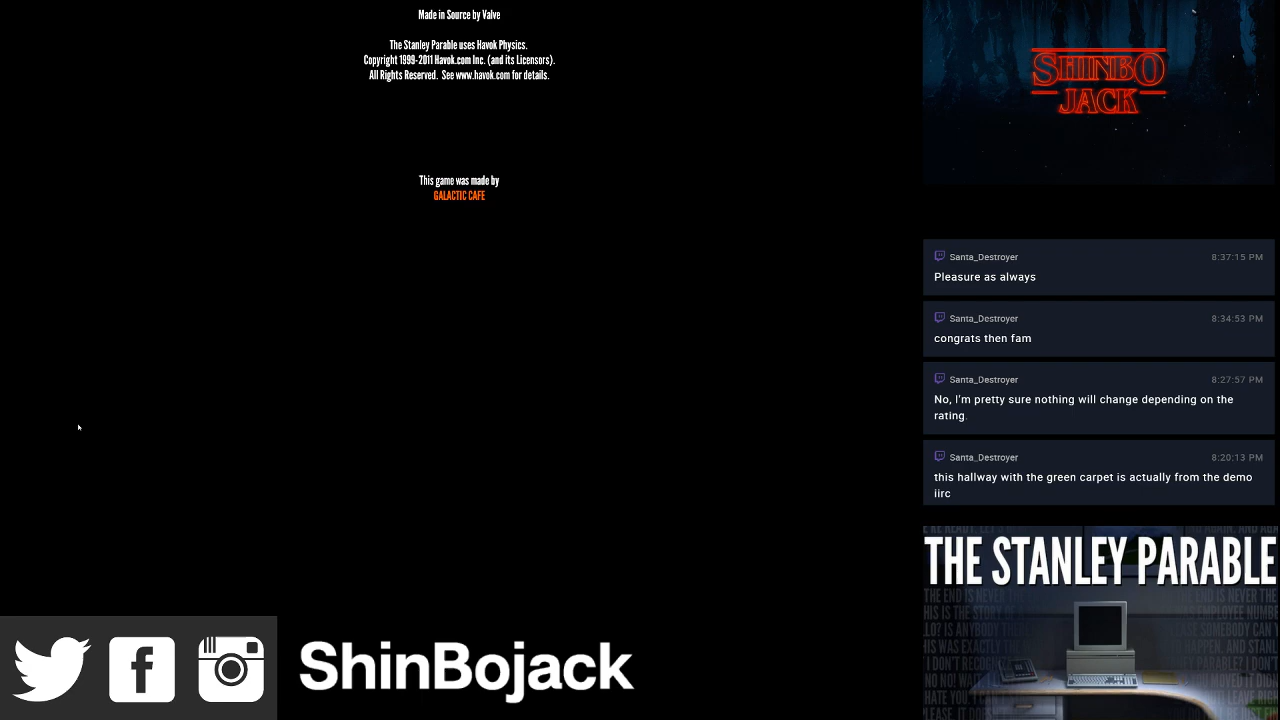 Made in Source by Valve
The Stanley Parable uses Havok Physics.
Copyright 1999-2011 Havok.com Inc. (and its Licensors).
All Rights Reserved. See www.havok.com for details.
This game was made by
GALACTIC CAFE
SHINBO
JACK
Santa_Destroyer 8:37:15 PM
Pleasure as always
Santa_Destroyer 8:34:53 PM
congrats then fam
Santa_Destroyer 8:27:57 PM
No, I'm pretty sure nothing will change depending on the
rating.
Santa_Destroyer 8:20:13 PM
this hallway with the green carpet is actually from the demo
iirc
THE STANLEY PARABLE
ShinBojack